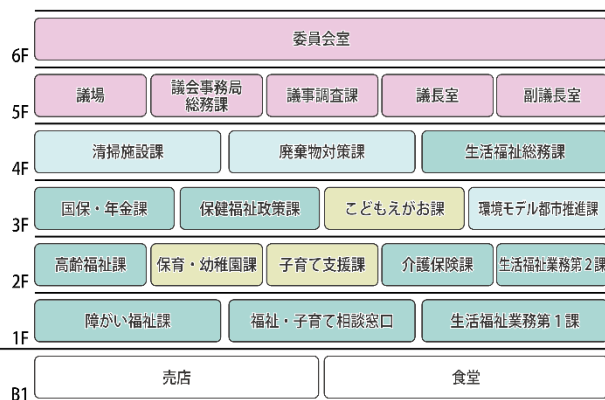 6F
委員会室
5F
議場
議会事務局
総務課
議事調査課
議長室
副議長室
4F
清掃施設課
廃棄物対策課
生活福祉総務課
3F
国保・年金課
保健福祉政策課
こどもえがお課
環境モデル都市推進課
2F
高齢福祉課
保育・幼稚園課
子育て支援課
介護保険課
生活福祉業務第2課
1F
障がい福祉課
福祉・子育て相談窓口
生活福祉業務第1課
B1
売店
食堂